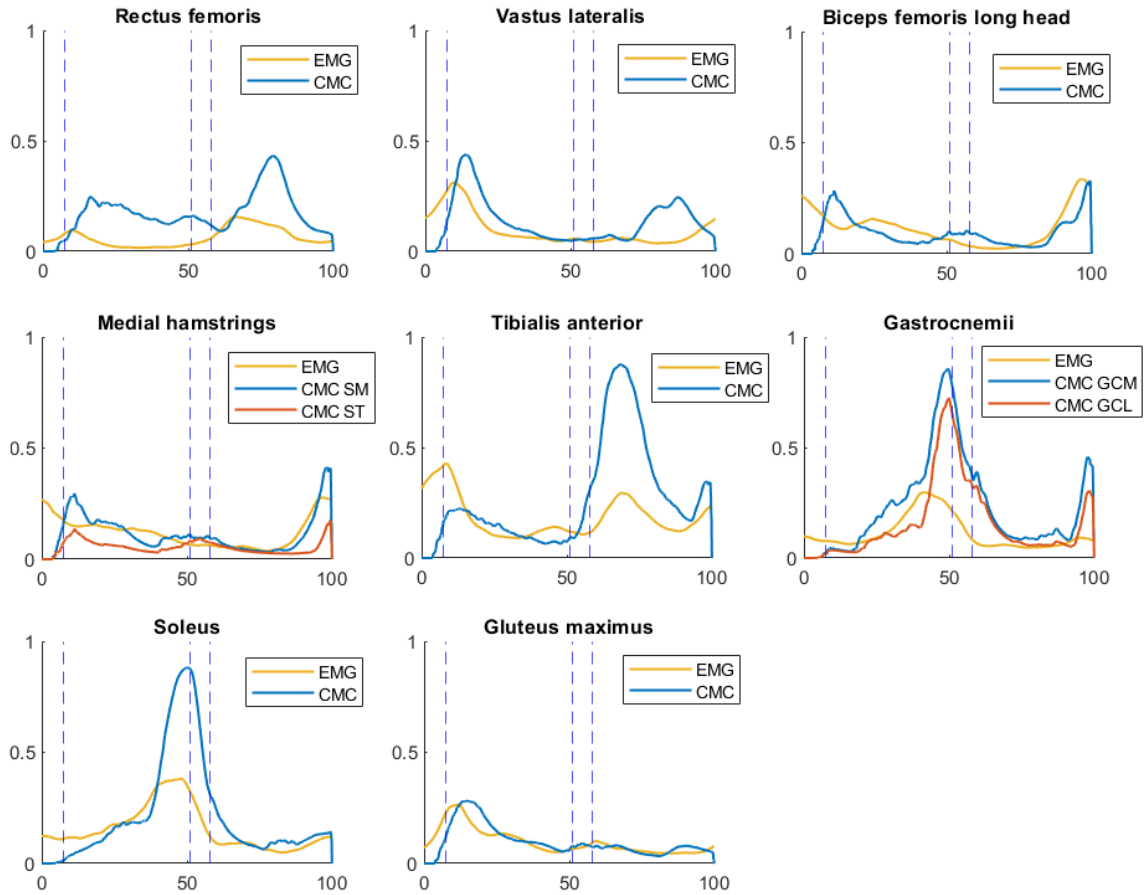 Rectus femoris
1
0.5
0
0
50
100
EMG
CMC
Vastus lateralis
1
0.5
0
0
50
100
EMG
CMC
Biceps femoris long head
1
0.5
0
0
50
100
EMG
CMC
Medial hamstrings
1
0.5
0
0
50
100
EMG
CMC SM
CMC ST
Tibialis anterior
1
0.5
0
0
50
100
EMG
CMC
Gastrocnemii
1
0.5
0
0
50
100
EMG
CMC GCM
CMC GCL
Soleus
1
0.5
0
0
50
100
EMG
CMC
Gluteus maximus
1
0.5
0
0
50
100
EMG
CMC